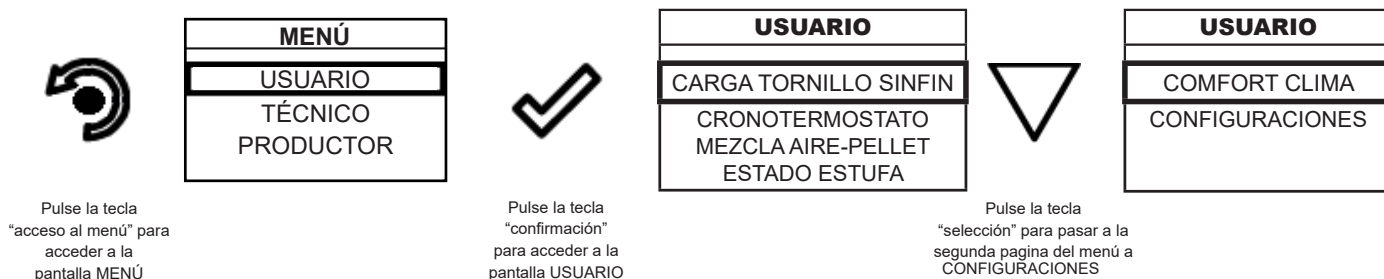 MENÚ
USUARIO
TÉCNICO
PRODUCTOR
USUARIO
CARGA TORNILLO SINFIN
CRONOTERMOSTATO
MEZCLA AIRE-PELLET
ESTADO ESTUFA
USUARIO
COMFORT CLIMA
CONFIGURACIONES
Pulse la tecla
“acceso al menú” para
acceder a la
pantalla MENÚ
Pulse la tecla
“confirmación”
para acceder a la
pantalla USUARIO
Pulse la tecla
“selección” para pasar a la
segunda pagina del menú a
CONFIGURACIONES